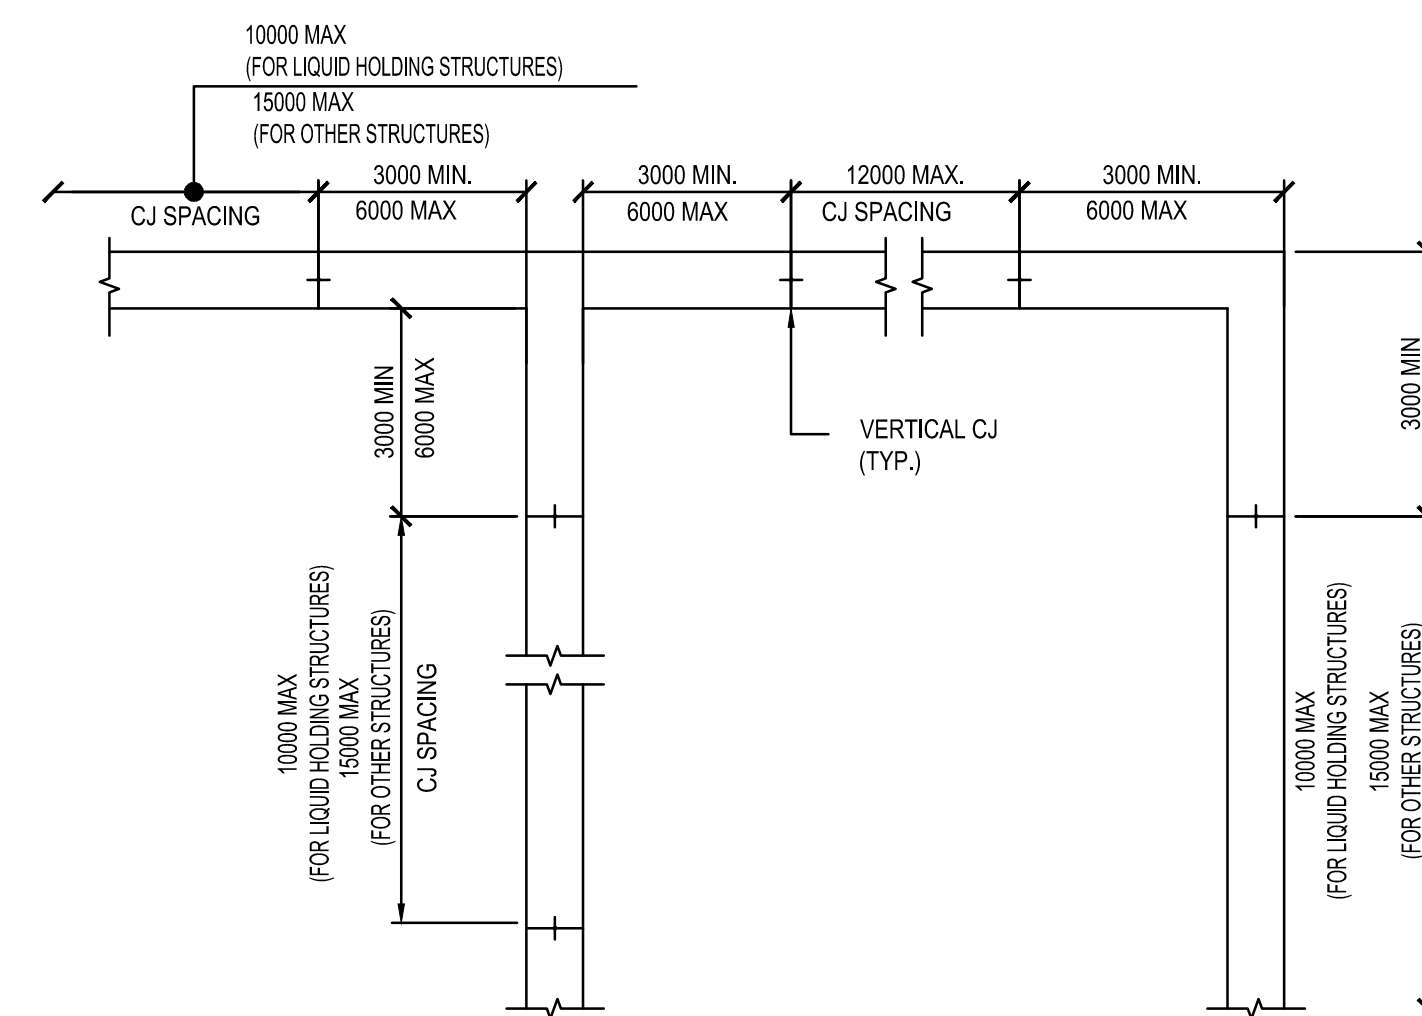 10000 MAX
(FOR LIQUID HOLDING STRUCTURES)
15000 MAX
(FOR OTHER STRUCTURES)
3000 MIN.
6000 MAX
CJ SPACING
3000 MIN.
6000 MAX
12000 MAX.
CJ SPACING
3000 MIN.
6000 MAX
3000 MIN
6000 MAX
3000 MIN
VERTICAL CJ
(TYP.)
10000 MAX
(FOR LIQUID HOLDING STRUCTURES)
15000 MAX
(FOR OTHER STRUCTURES)
CJ SPACING
10000 MAX
(FOR LIQUID HOLDING STRUCTURES)
15000 MAX
(FOR OTHER STRUCTURES)